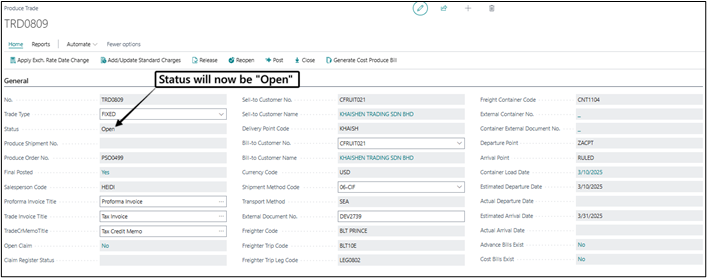 Produce Trade
TRD0809
Home Reports Automate Fewer options
Apply Exch. Rate Date Change Add/Update Standard Charges Release Reopen Post Close Generate Cost Produce Bill
General
Status will now be "Open"
No. TRD0809
Trade Type FIXED
Status Open
Produce Shipment No.
Produce Order No. PSO0499
Final Posted Yes
Salesperson Code HEIDI
Proforma Invoice Title Proforma Invoice
Trade Invoice Title Tax Invoice
TradeCrMemoTitle Tax Credit Memo
Open Claim No
Claim Register Status
Sell-to Customer No. CFRUIT021
Sell-to Customer Name KHAISHEN TRADING SDN BHD
Delivery Point Code KHAISH
Bill-to Customer No. CFRUIT021
Bill-to Customer Name KHAISHEN TRADING SDN BHD
Currency Code USD
Shipment Method Code 06-CIF
Transport Method SEA
External Document No. DEV2739
Freighter Code BLT PRINCE
Freighter Trip Code BLT10E
Freighter Trip Leg Code LEG0802
Freight Container Code CNT1104
External Container No. _
Container External Document No. _
Departure Point ZACPT
Arrival Point RULED
Container Load Date 3/10/2025
Estimated Departure Date 3/10/2025
Actual Departure Date
Estimated Arrival Date 3/31/2025
Actual Arrival Date
Advance Bills Exist No
Cost Bills Exist No